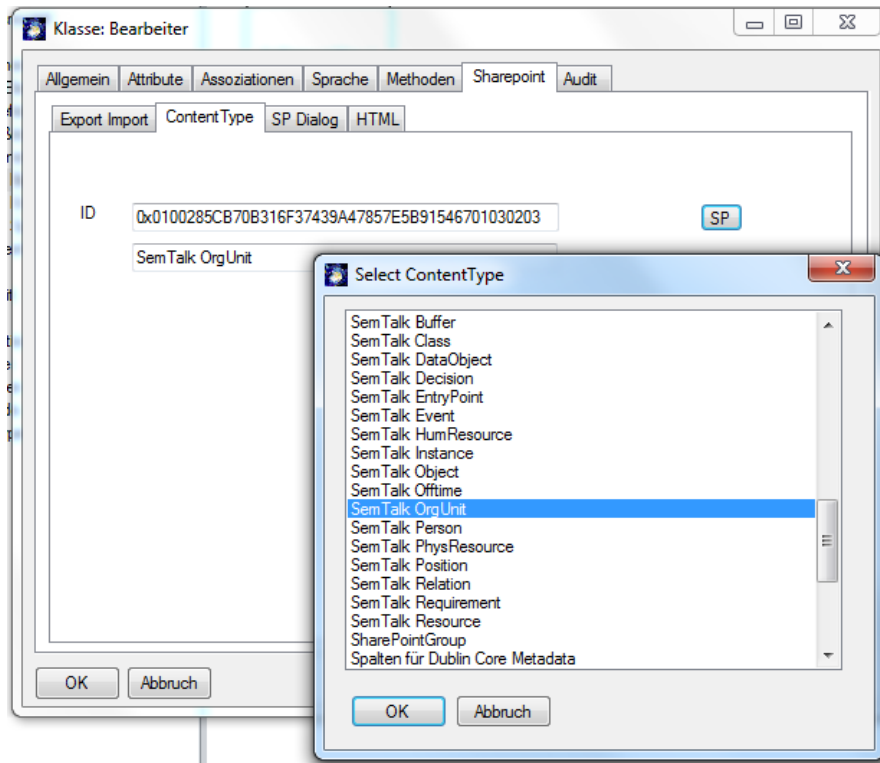 Klasse: Bearbeiter
Allgemein Attribute Assoziationen Sprache Methoden Sharepoint Audit
Export Import ContentType SP Dialog HTML
ID 0x0100285CB70B316F37439A47857E5B91546701030203 SP
SemTalk OrgUnit
Select ContentType
SemTalk Buffer
SemTalk Class
SemTalk DataObject
SemTalk Decision
SemTalk EntryPoint
SemTalk Event
SemTalk HumResource
SemTalk Instance
SemTalk Object
SemTalk Offtime
SemTalk OrgUnit
SemTalk Person
SemTalk PhysResource
SemTalk Position
SemTalk Relation
SemTalk Requirement
SemTalk Resource
SharePointGroup
Spalten für Dublin Core Metadata
OK Abbruch
OK Abbruch